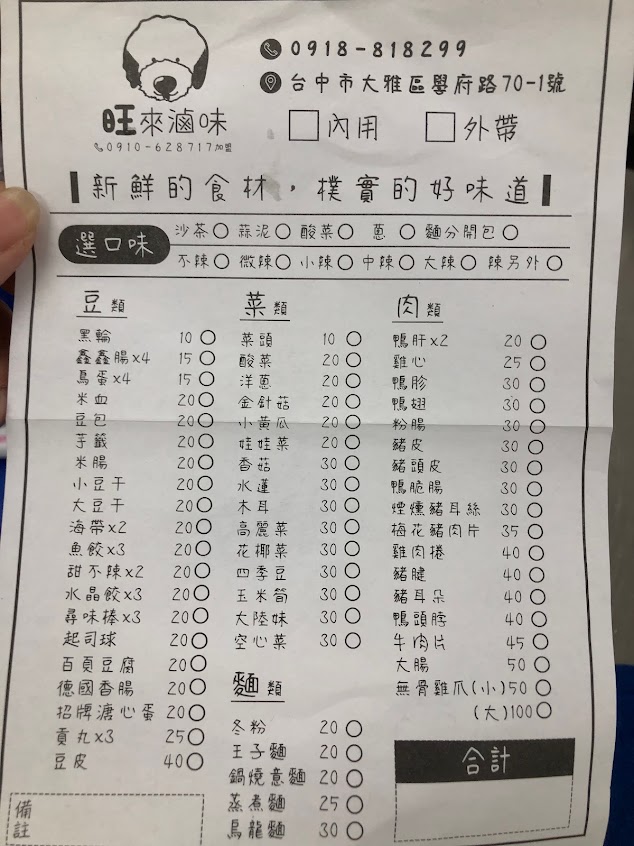 0918-818299
台中市大雅區學府路70-1號
旺來滷味
0910-628717加盟
內用 外帶
新鮮的食材，樸實的好味道
選口味
沙茶 蒜泥 酸菜 蔥 麵分開包
不辣 微辣 小辣 中辣 大辣 辣另外
豆類
黑輪 10
鑫鑫腸x4 15
鳥蛋x4 15
米血 20
豆包 20
芋籤 20
米腸 20
小豆干 20
大豆干 20
海帶x2 20
魚餃x3 20
甜不辣x2 20
水晶餃x3 20
尋味棒x3 20
起司球 20
百頁豆腐 20
德國香腸 20
招牌溏心蛋 20
貢丸x3 25
豆皮 40
備註
菜類
菜頭 10
酸菜 20
洋蔥 20
金針菇 20
小黃瓜 20
娃娃菜 20
香菇 30
水蓮 30
木耳 30
高麗菜 30
花椰菜 30
四季豆 30
玉米筍 30
大陸妹 30
空心菜 30
麵類
冬粉 20
王子麵 20
鍋燒意麵 20
蒸煮麵 25
烏龍麵 30
肉類
鴨肝x2 20
雞心 25
鴨胗 30
鴨翅 30
粉腸 30
豬皮 30
豬頭皮 30
鴨脆腸 30
煙燻豬耳絲 30
梅花豬肉片 35
雞肉捲 40
豬腱 40
豬耳朵 40
鴨頭脖 40
牛肉片 45
大腸 50
無骨雞爪(小)50
(大)100
合計